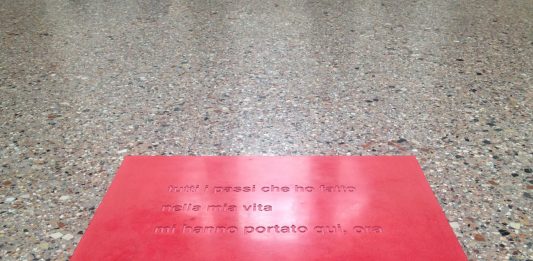 tutti i passi che ho fatto
nella mia vita
mi hanno portato qui, ora